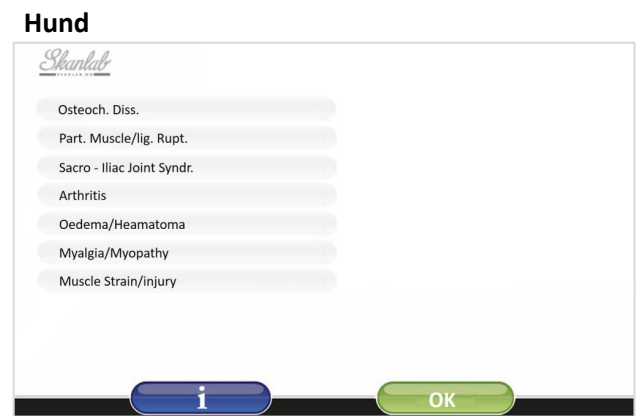 Hund
Skanlab
Osteoch. Diss.
Part. Muscle/lig. Rupt.
Sacro - Iliac Joint Syndr.
Arthritis
Oedema/Heamatoma
Myalgia/Myopathy
Muscle Strain/injury
i
OK